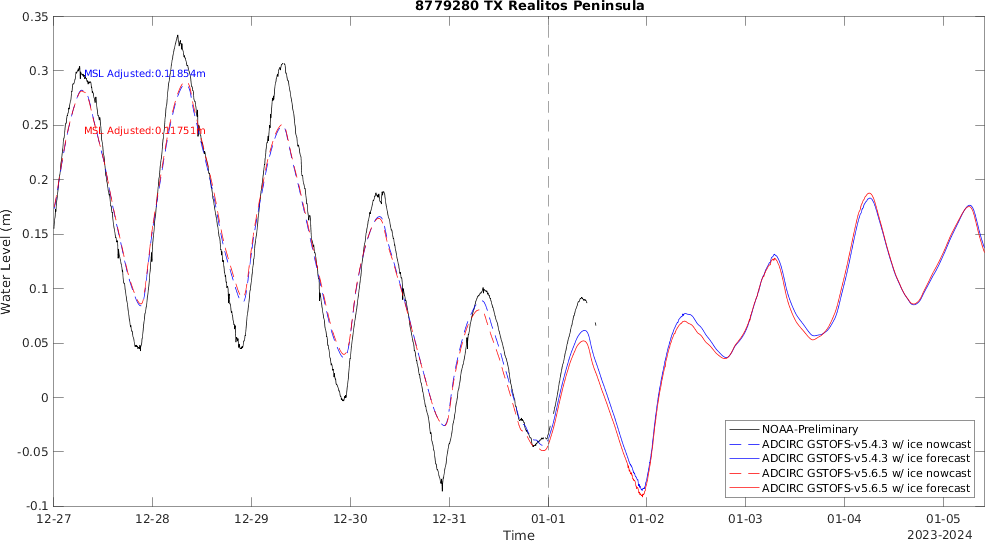 8779280 TX Realitos Peninsula
0.35
0.3
0.25
0.2
0.15
0.1
0.05
0
-0.05
-0.1
Water Level (m)
MSL Adjusted:0.11854m
MSL Adjusted:0.11751m
NOAA-Preliminary
ADCIRC GSTOFS-v5.4.3 w/ ice nowcast
ADCIRC GSTOFS-v5.4.3 w/ ice forecast
ADCIRC GSTOFS-v5.6.5 w/ ice nowcast
ADCIRC GSTOFS-v5.6.5 w/ ice forecast
12-27 12-28 12-29 12-30 12-31 01-01 01-02 01-03 01-04 01-05
Time
2023-2024